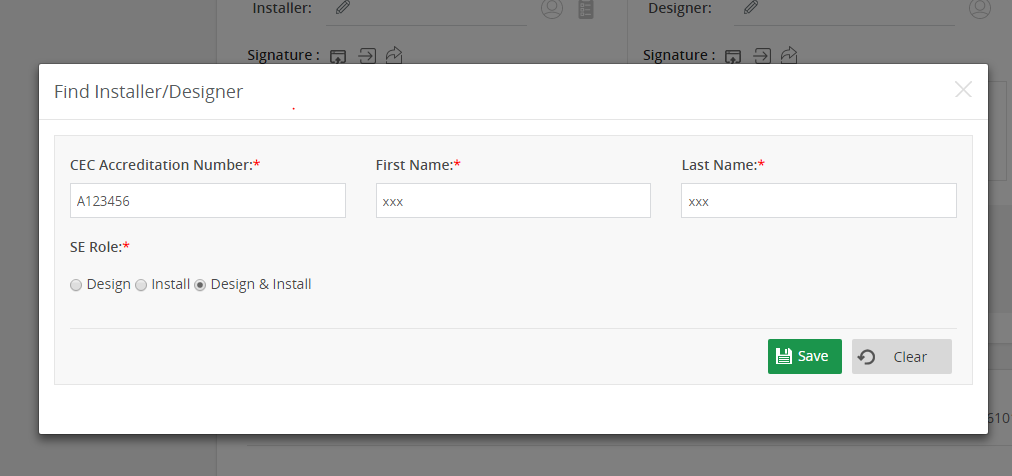 Installer: Designer:
Signature : Signature :
Find Installer/Designer
CEC Accreditation Number:* First Name:* Last Name:*
A123456 xxx xxx
SE Role:*
Design Install Design & Install
Save Clear
610